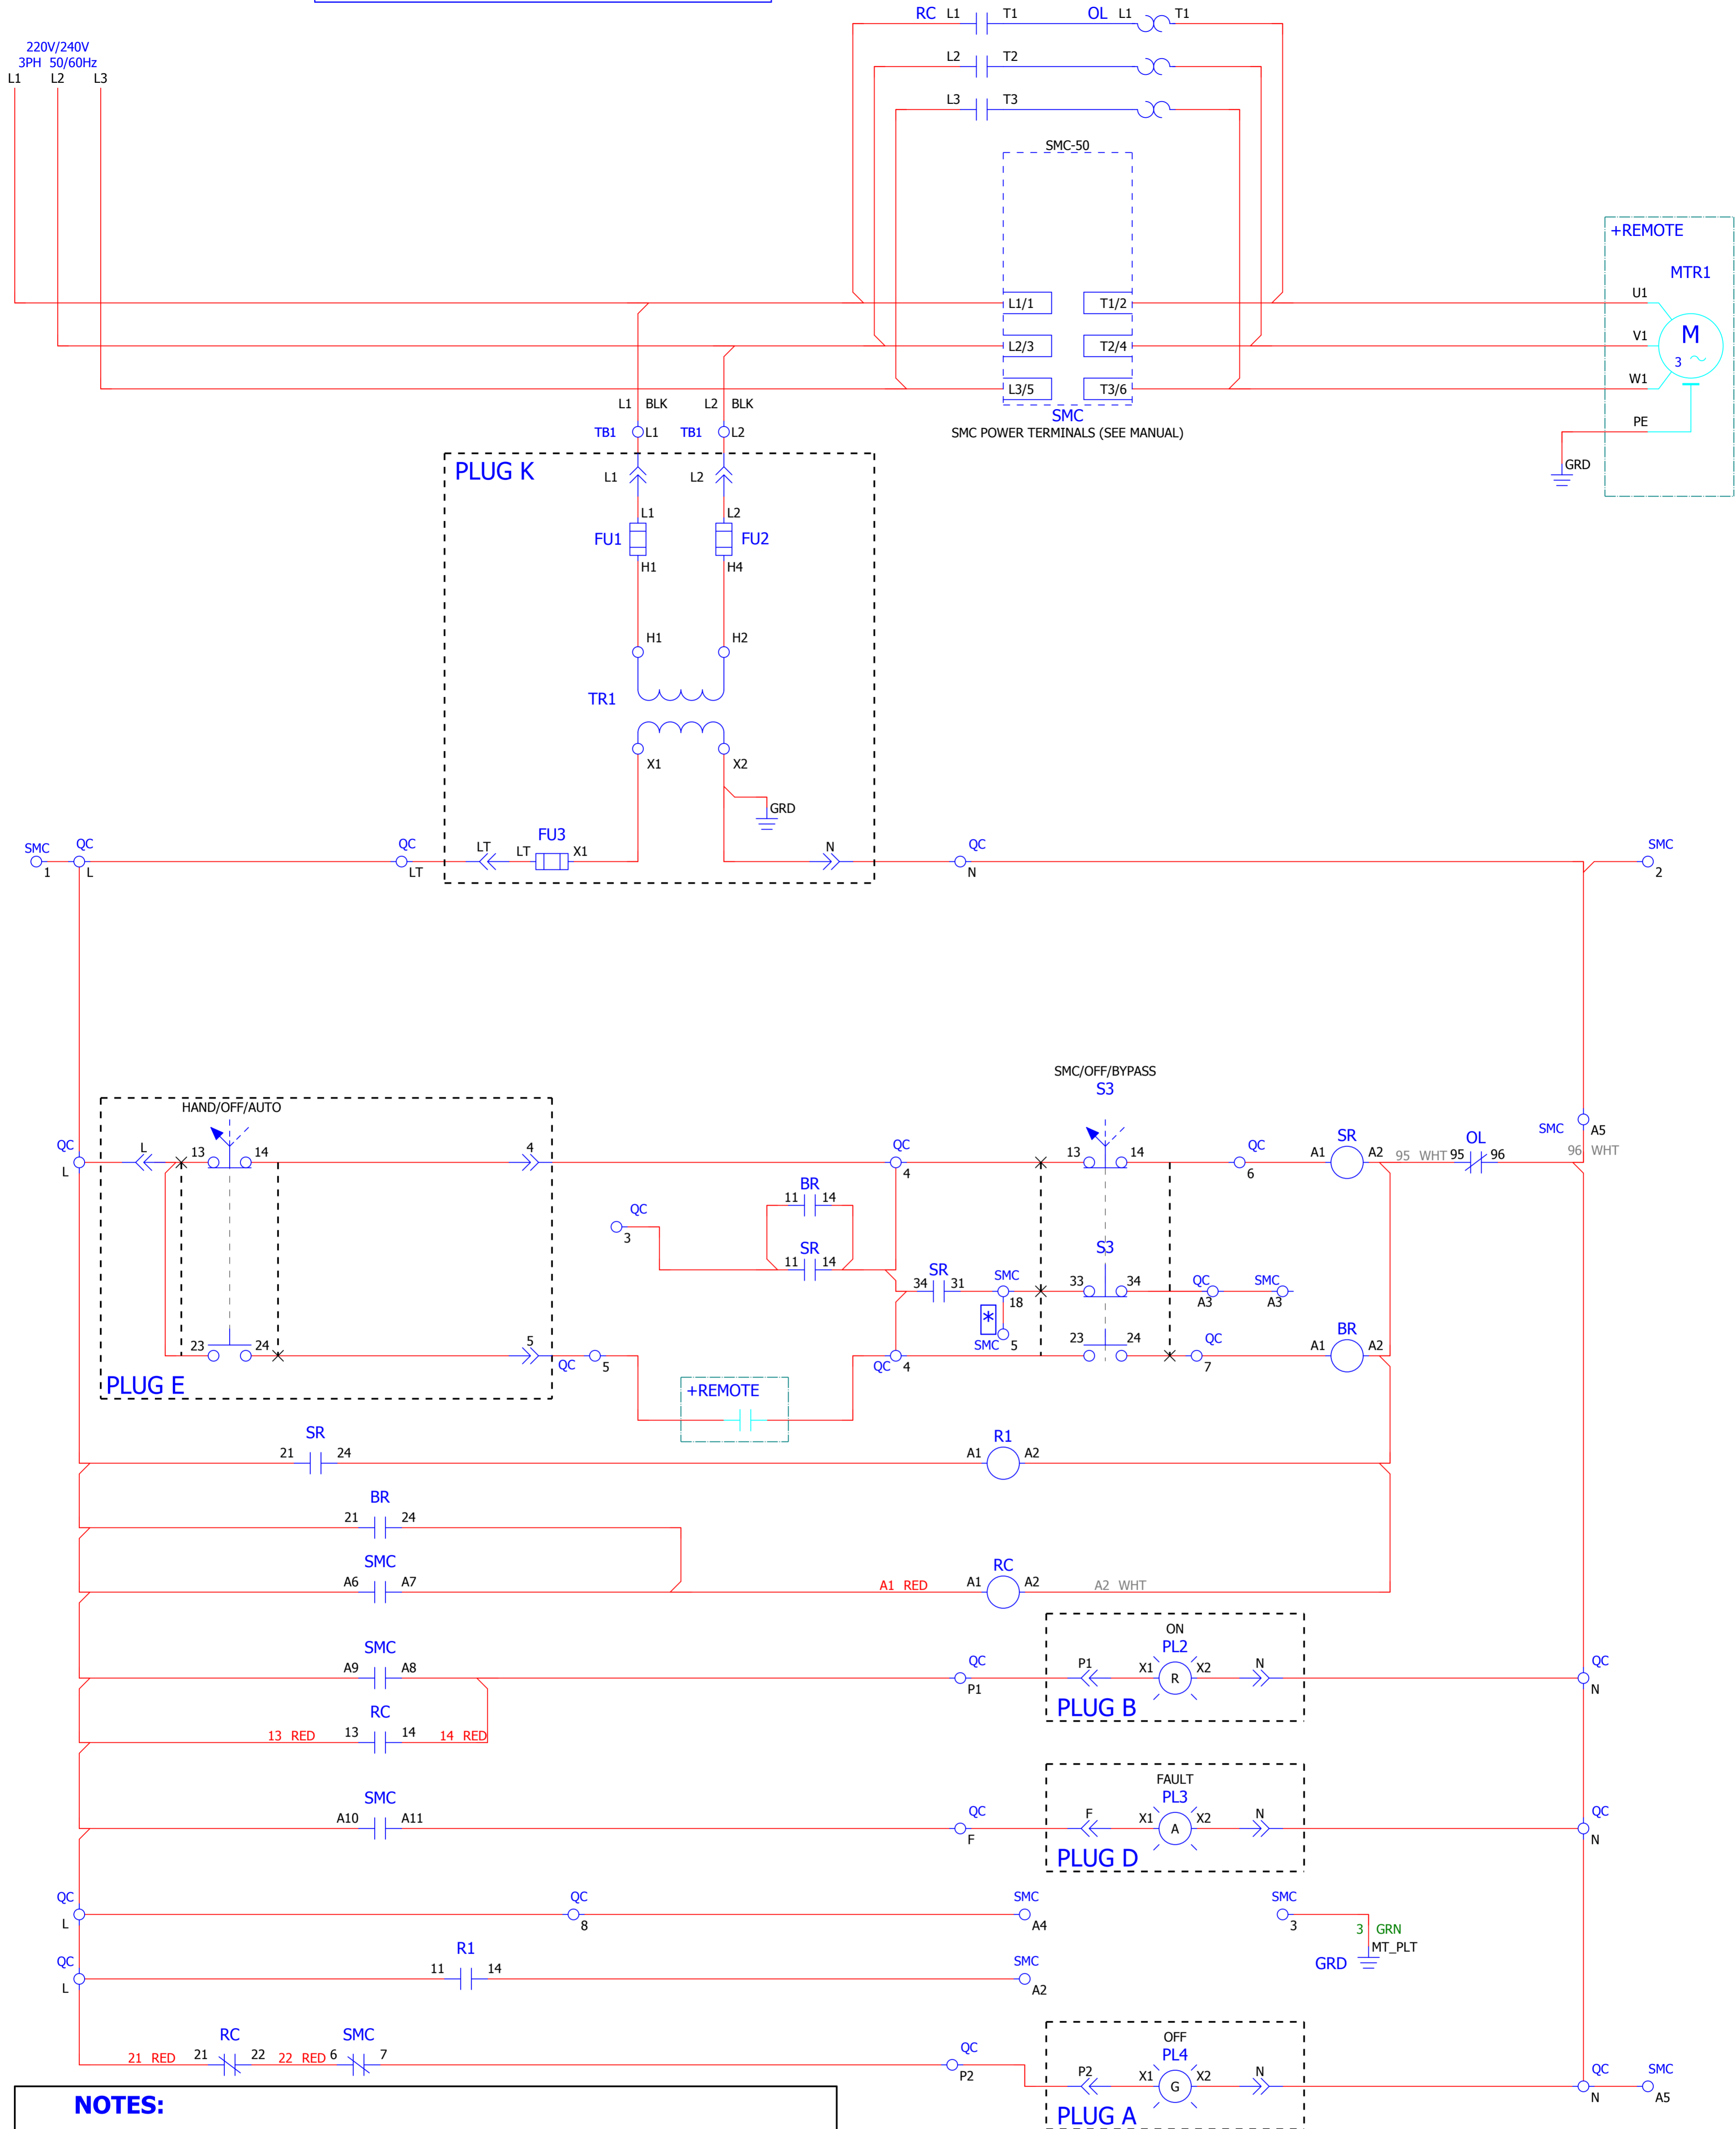 RC L1 T1 OL L1 T1
220V/240V
3PH 50/60Hz
L1 L2 L3
L2 T2
L3 T3
SMC-50
+REMOTE
MTR1
L1/1 T1/2 U1
L2/3 T2/4 V1
M
3
L3/5 T3/6 W1
L1 BLK L2 BLK
SMC
SMC POWER TERMINALS (SEE MANUAL)
PE
TB1 L1 TB1 L2
GRD
PLUG K
L1 L2
L1 L2
FU1 FU2
H1 H4
H1 H2
TR1
X1 X2
GRD
FU3
SMC QC QC LT LT X1 N QC SMC
1 L LT N 2
SMC/OFF/BYPASS
S3
HAND/OFF/AUTO
SMC A5
QC L 13 14 4 QC 13 14 QC SR OL
L A1 A2 95 WHT 95 96 96 WHT
4 6
BR
11 14
QC
3
SR S3
11 14
SR SMC 33 34 QC SMC
34 31 18 A3 A3
*
SMC 5
23 24 5 23 24 QC BR
QC 5 QC 4 7 A1 A2
PLUG E
+REMOTE
SR R1
21 24 A1 A2
BR
21 24
SMC RC
A6 A7 A1 RED A1 A2 A2 WHT
ON
SMC PL2
A9 A8 QC P1 X1 R X2 N QC
P1 N
RC PLUG B
13 RED 13 14 14 RED
FAULT
SMC PL3
A10 A11 QC F X1 A X2 N QC
F N
PLUG D
QC QC SMC SMC
L 8 A4 3
3 GRN
MT_PLT
GRD
QC R1 SMC
L 11 14 A2
OFF
RC SMC PL4
21 RED 21 22 22 RED 6 7 QC
P2
P2 X1 G X2 N QC SMC
N A5
PLUG A
NOTES: